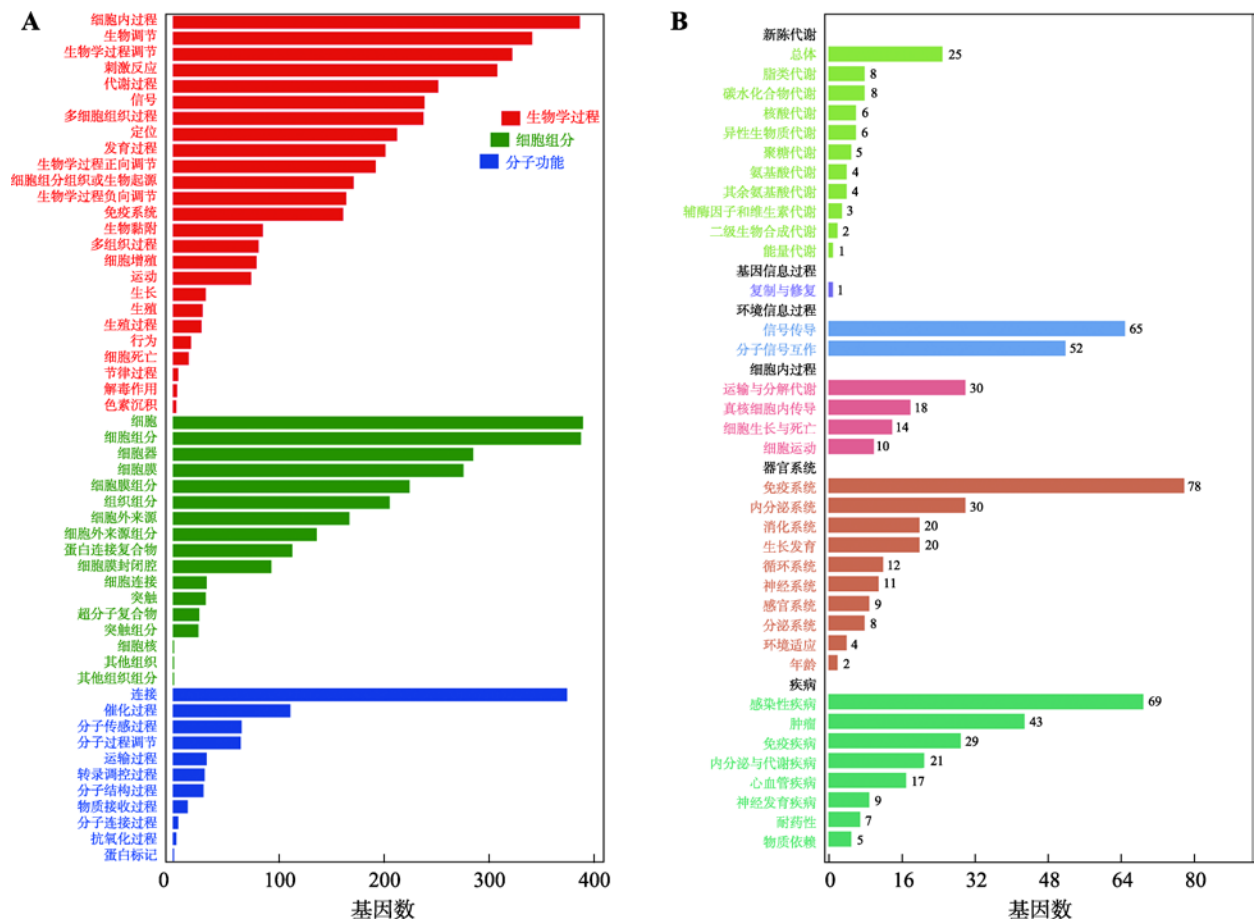 A
细胞内过程
生物调节
生物学过程调节
刺激反应
代谢过程
信号
多细胞组织过程
定位
发育过程
生物学过程正向调节
细胞组分组织或生物起源
生物学过程负向调节
免疫系统
生物黏附
多组织过程
细胞增殖
运动
生长
生殖
生殖过程
行为
细胞死亡
节律过程
解毒作用
色素沉积
细胞
细胞组分
细胞器
细胞膜
细胞膜组分
组织组分
细胞外来源
细胞外来源组分
蛋白连接复合物
细胞膜封闭腔
细胞连接
突触
超分子复合物
突触组分
细胞核
其他组织
其他组织组分
连接
催化过程
分子传感过程
分子过程调节
运输过程
转录调控过程
分子结构过程
物质接收过程
分子连接过程
抗氧化过程
蛋白标记
生物学过程
细胞组分
分子功能
0 100 200 300 400
基因数
B
新陈代谢
总体 25
脂类代谢 8
碳水化合物代谢 8
核酸代谢 6
异性生物质代谢 6
聚糖代谢 5
氨基酸代谢 4
其余氨基酸代谢 4
辅酶因子和维生素代谢 3
二级生物合成代谢 2
能量代谢 1
基因信息过程
复制与修复 1
环境信息过程
信号传导 65
分子信号互作 52
细胞内过程
运输与分解代谢 30
真核细胞内传导 18
细胞生长与死亡 14
细胞运动 10
器官系统
免疫系统 78
内分泌系统 30
消化系统 20
生长发育 20
循环系统 12
神经系统 11
感官系统 9
分泌系统 8
环境适应 4
年龄 2
疾病
感染性疾病 69
肿瘤 43
免疫疾病 29
内分泌与代谢疾病 21
心血管疾病 17
神经发育疾病 9
耐药性 7
物质依赖 5
0 16 32 48 64 80
基因数